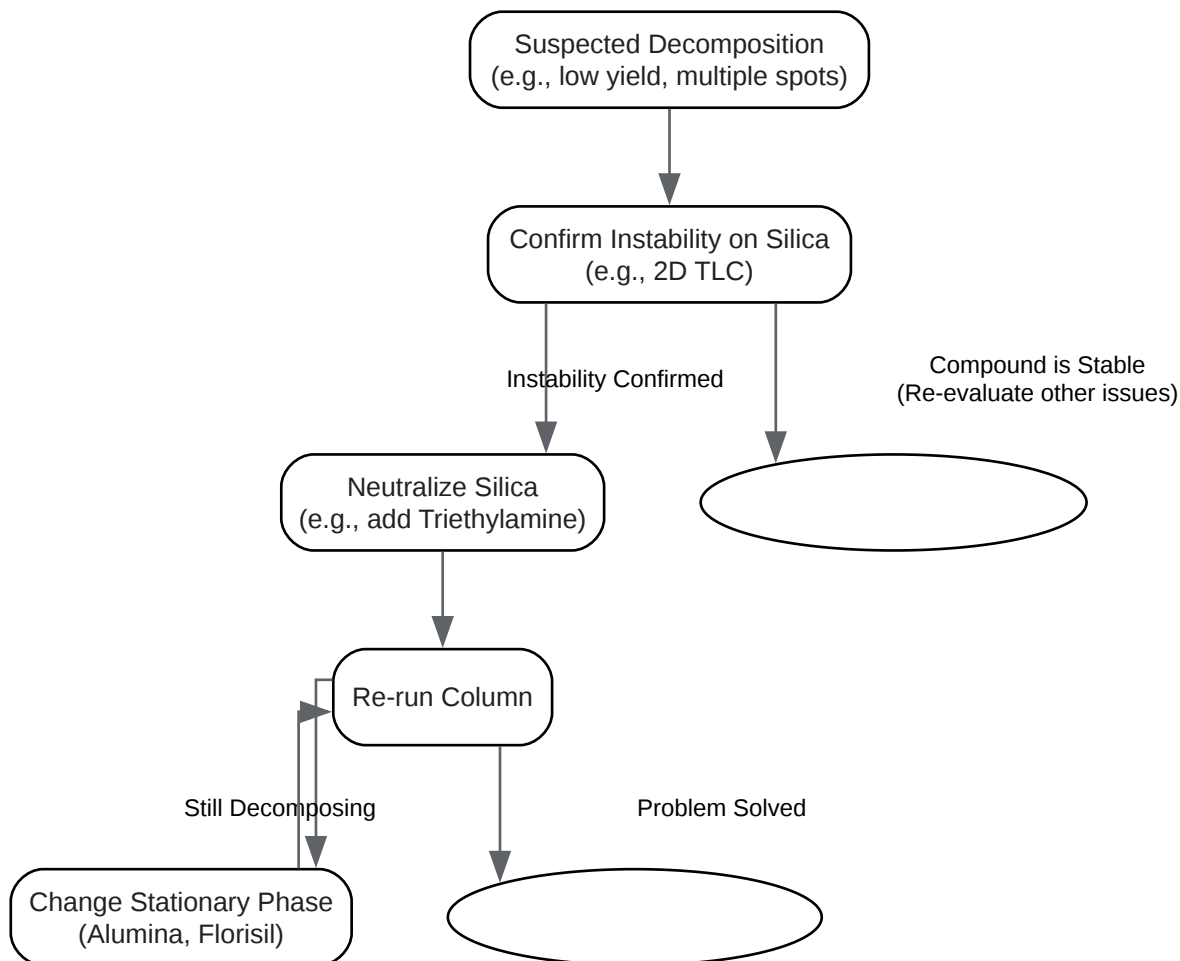 Suspected Decomposition
(e.g., low yield, multiple spots)
Confirm Instability on Silica
(e.g., 2D TLC)
Instability Confirmed
Compound is Stable
(Re-evaluate other issues)
Neutralize Silica
(e.g., add Triethylamine)
Re-run Column
Still Decomposing
Problem Solved
Change Stationary Phase
(Alumina, Florisil)